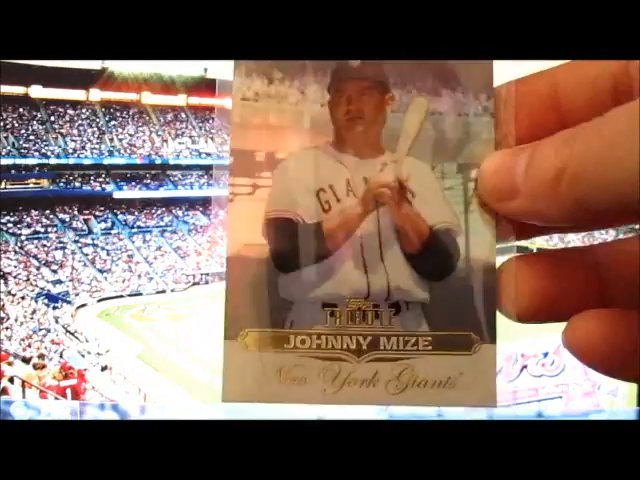 GIANTS
Topps
TRIBUTE
JOHNNY MIZE
New York Giants